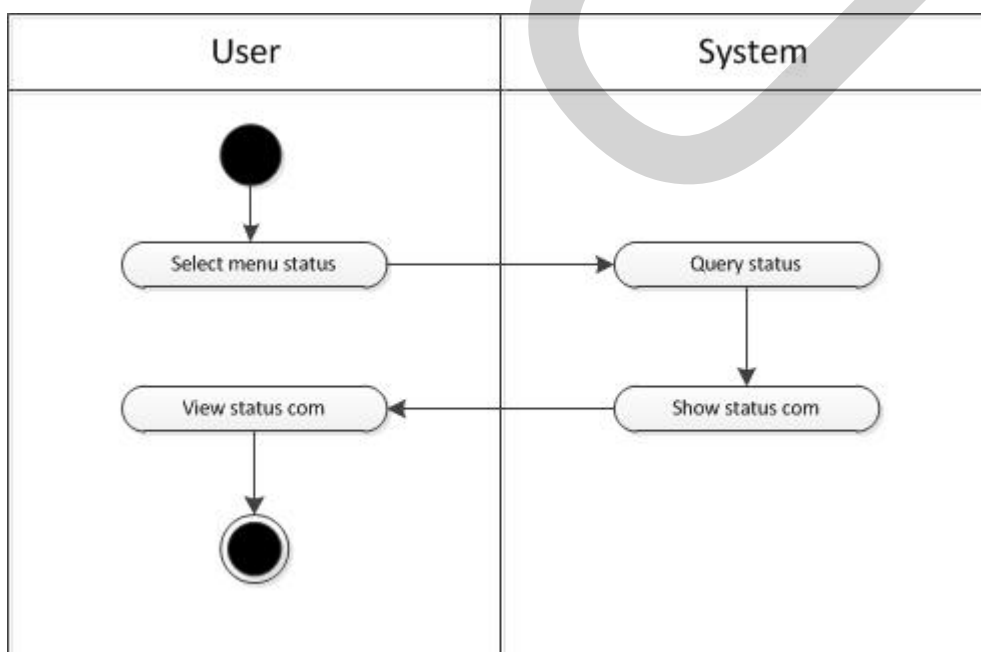 User
System
Select menu status
Query status
View status com
Show status com